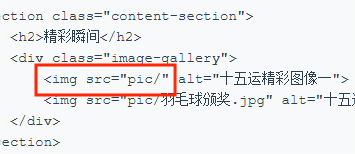 ction class="content-section">
<h2>精彩瞬间</h2>
<div class="image-gallery">
<img src="pic/" alt="十五运精彩图像一">
<img src="pic/羽毛球颁奖.jpg" alt="十五运
</div>
section>